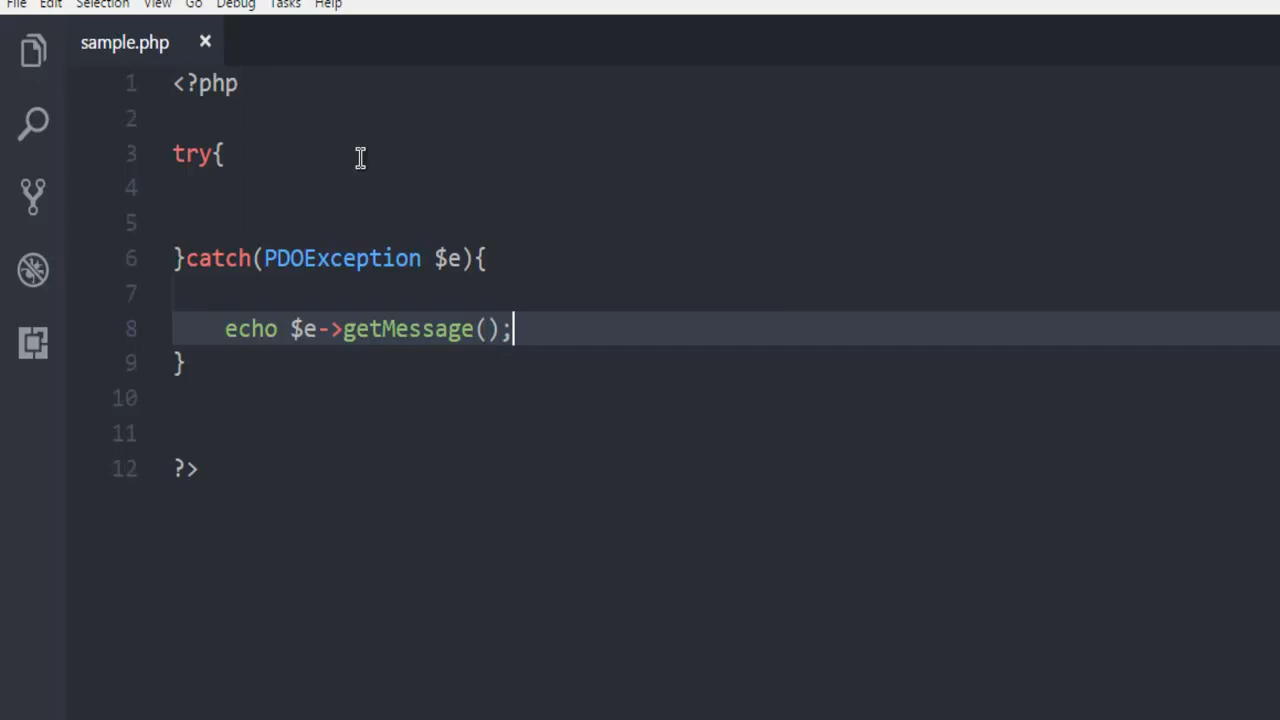 File Edit Selection View Go Debug Tasks Help
sample.php ×
1 <?php
2
3 try{
4
5
6 }catch(PDOException $e){
7
8     echo $e->getMessage();
9 }
10
11
12 ?>